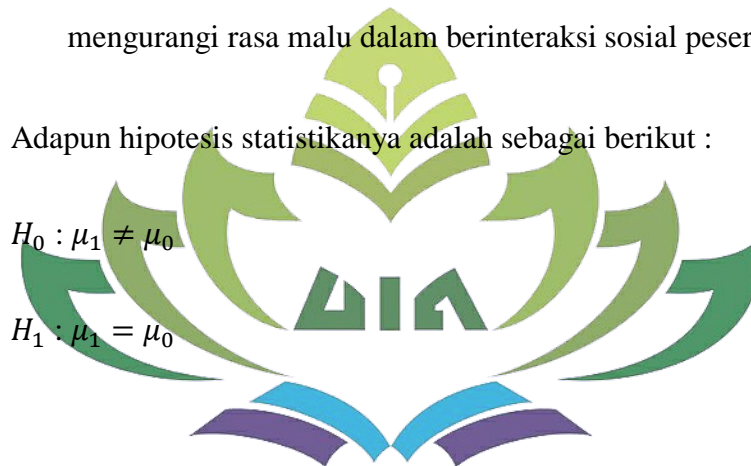 mengurangi rasa malu dalam berinteraksi sosial peser
Adapun hipotesis statistikanya adalah sebagai berikut :
𝐻₀ : 𝜇₁ ≠ 𝜇₀
UIN
𝐻₁ : 𝜇₁ = 𝜇₀